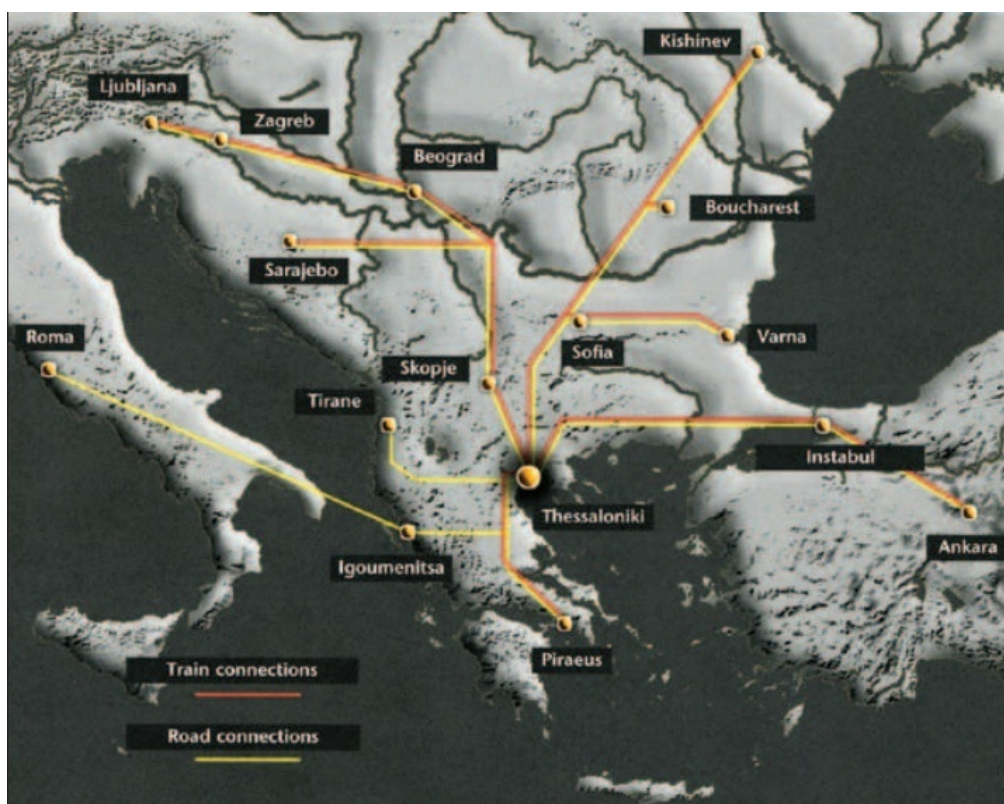 Kishinev
Ljubljana
Zagreb
Beograd
Boucharest
Sarajebo
Roma
Sofia
Varna
Skopje
Tirane
Instabul
Thessaloniki
Ankara
Igoumenitsa
Piraeus
Train connections
Road connections